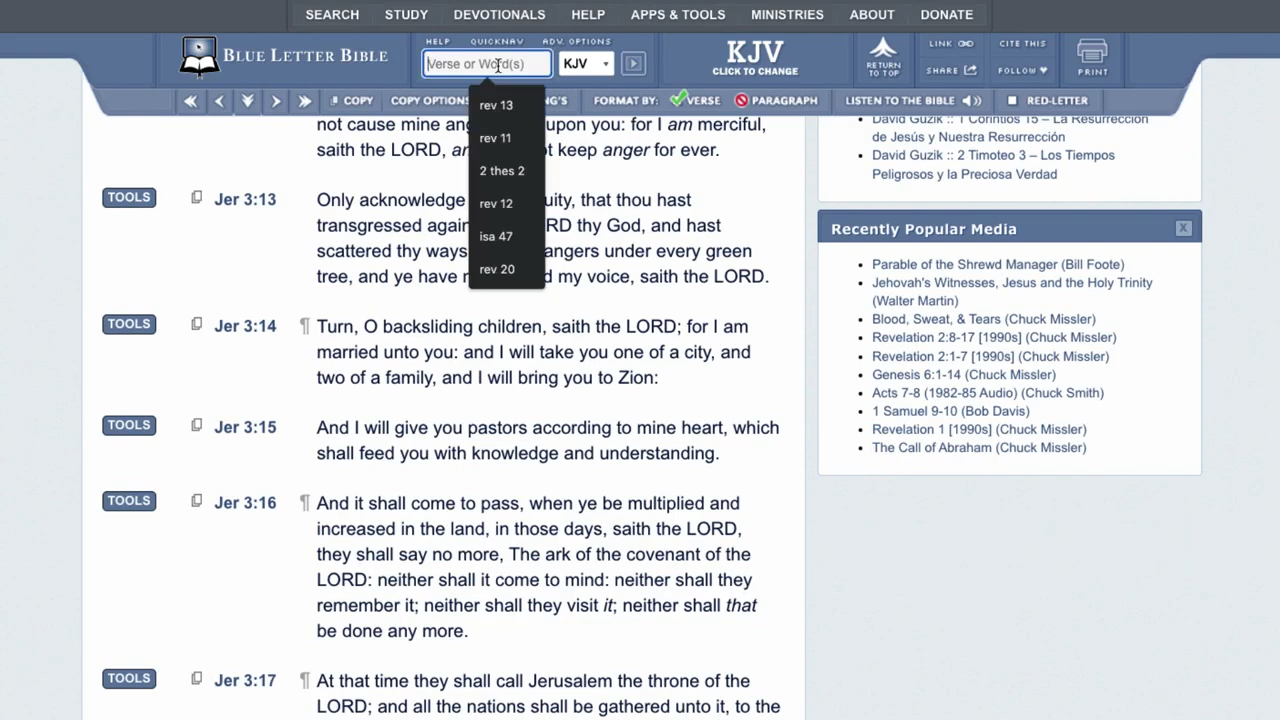 SEARCH STUDY DEVOTIONALS HELP APPS & TOOLS MINISTRIES ABOUT DONATE
HELP QUICKNAV ADV. OPTIONS
BLUE LETTER BIBLE
Verse or Word(s)
KJV
KJV
CLICK TO CHANGE
RETURN
TO TOP
LINK
SHARE
CITE THIS
FOLLOW
PRINT
COPY COPY OPTIONS G'S FORMAT BY: VERSE PARAGRAPH LISTEN TO THE BIBLE RED-LETTER
rev 13
rev 11
2 thes 2
rev 12
isa 47
rev 20
not cause mine ang upon you: for I am merciful,
saith the LORD, an t keep anger for ever.
TOOLS Jer 3:13 Only acknowledge uity, that thou hast
transgressed again RD thy God, and hast
scattered thy ways angers under every green
tree, and ye have n d my voice, saith the LORD.
TOOLS Jer 3:14 ¶ Turn, O backsliding children, saith the LORD; for I am
married unto you: and I will take you one of a city, and
two of a family, and I will bring you to Zion:
TOOLS Jer 3:15 And I will give you pastors according to mine heart, which
shall feed you with knowledge and understanding.
TOOLS Jer 3:16 ¶ And it shall come to pass, when ye be multiplied and
increased in the land, in those days, saith the LORD,
they shall say no more, The ark of the covenant of the
LORD: neither shall it come to mind: neither shall they
remember it; neither shall they visit it; neither shall that
be done any more.
TOOLS Jer 3:17 ¶ At that time they shall call Jerusalem the throne of the
LORD; and all the nations shall be gathered unto it, to the
David Guzik :: 1 Corintios 15 – La Resurrección
de Jesús y Nuestra Resurrección
David Guzik :: 2 Timoteo 3 – Los Tiempos
Peligrosos y la Preciosa Verdad
Recently Popular Media X
Parable of the Shrewd Manager (Bill Foote)
Jehovah's Witnesses, Jesus and the Holy Trinity
(Walter Martin)
Blood, Sweat, & Tears (Chuck Missler)
Revelation 2:8-17 [1990s] (Chuck Missler)
Revelation 2:1-7 [1990s] (Chuck Missler)
Genesis 6:1-14 (Chuck Missler)
Acts 7-8 (1982-85 Audio) (Chuck Smith)
1 Samuel 9-10 (Bob Davis)
Revelation 1 [1990s] (Chuck Missler)
The Call of Abraham (Chuck Missler)